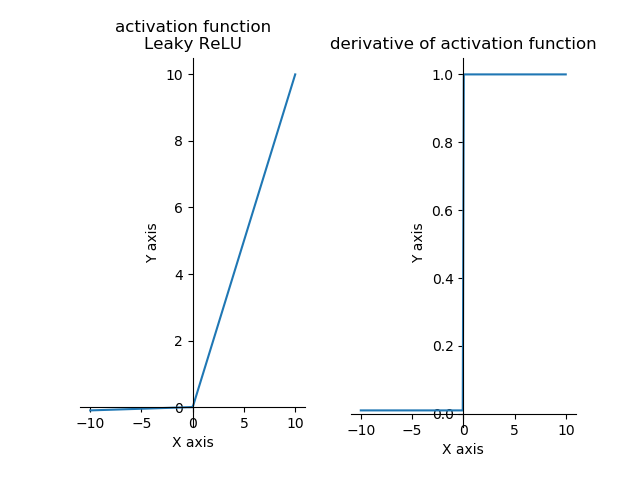 activation function
Leaky ReLU
10
8
6
4
2
0
Y axis
−10 −5 0 5 10
X axis
derivative of activation function
1.0
0.8
0.6
0.4
0.2
0.0
Y axis
−10 −5 0 5 10
X axis